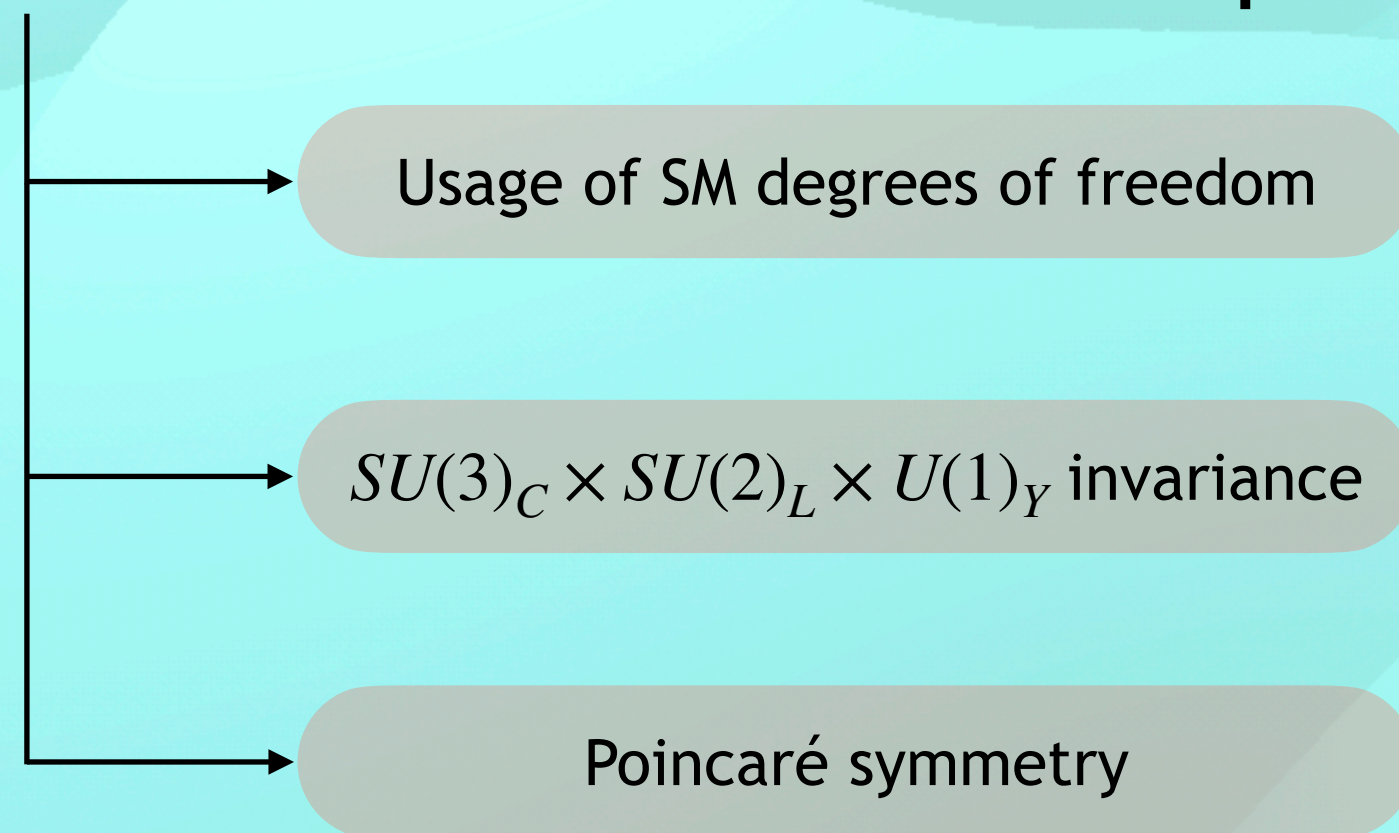 Usage of SM degrees of freedom
SU(3)_C × SU(2)_L × U(1)_Y invariance
Poincaré symmetry